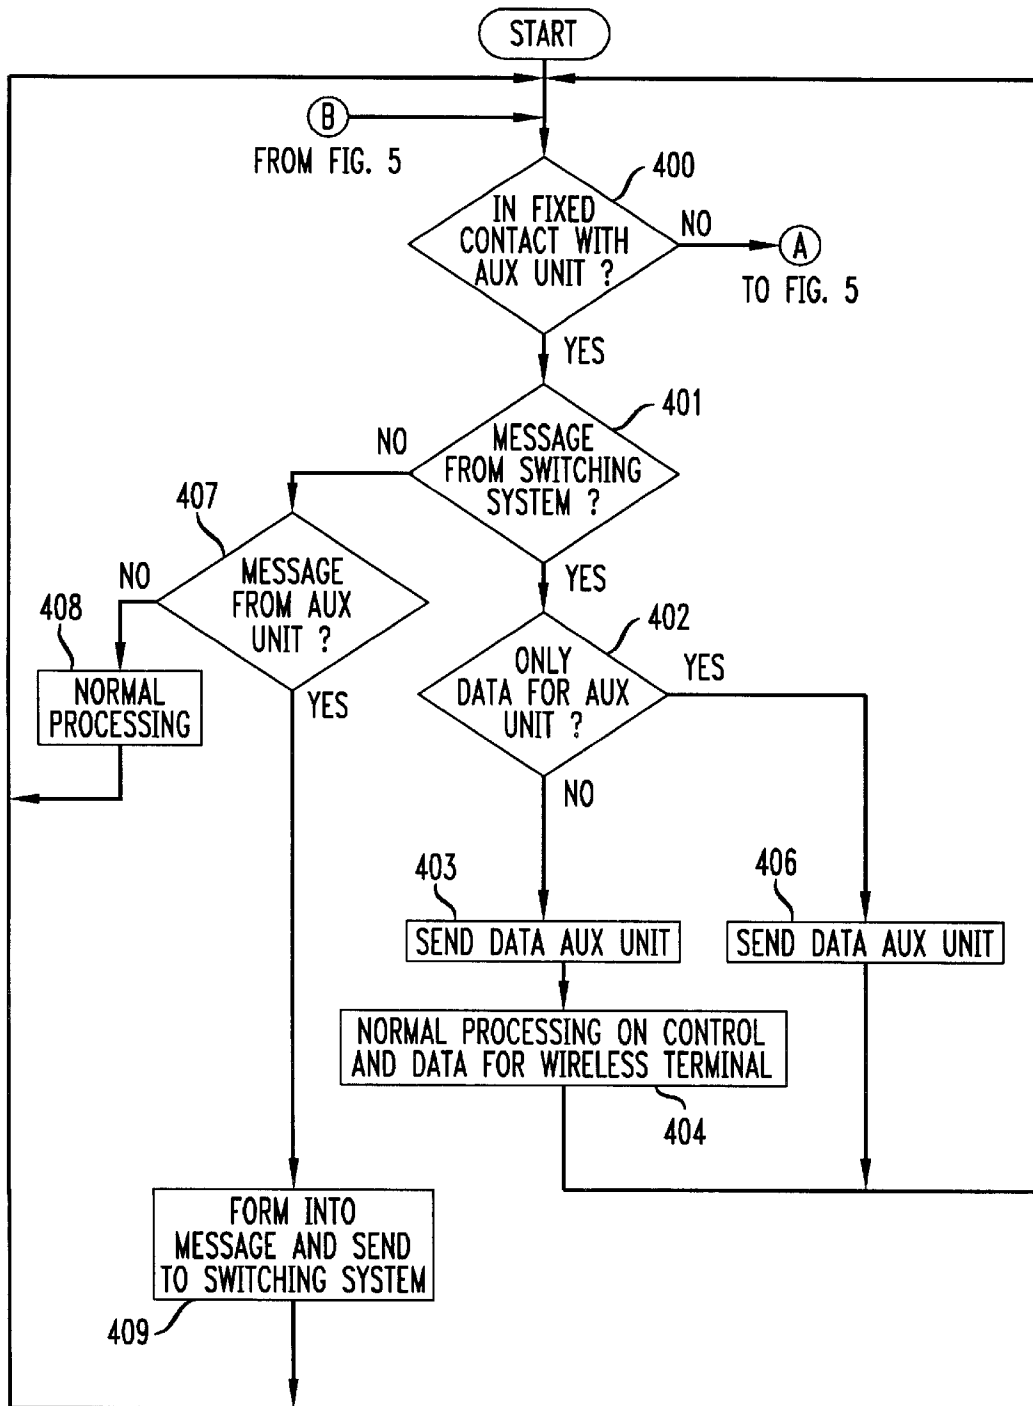 START
B
FROM FIG. 5
400
IN FIXED
CONTACT WITH
AUX UNIT ?
NO
A
TO FIG. 5
YES
401
MESSAGE
FROM SWITCHING
SYSTEM ?
NO
YES
407
MESSAGE
FROM AUX
UNIT ?
NO
YES
408
NORMAL
PROCESSING
402
ONLY
DATA FOR AUX
UNIT ?
YES
NO
403
SEND DATA AUX UNIT
406
SEND DATA AUX UNIT
NORMAL PROCESSING ON CONTROL
AND DATA FOR WIRELESS TERMINAL
404
FORM INTO
MESSAGE AND SEND
TO SWITCHING SYSTEM
409